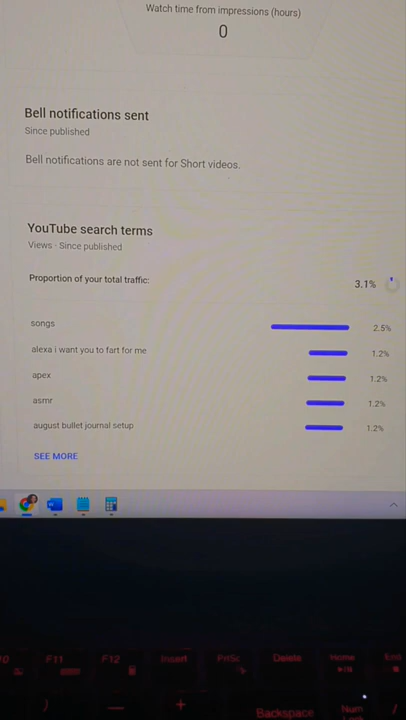 Watch time from impressions (hours)
0
Bell notifications sent
Since published
Bell notifications are not sent for Short videos.
YouTube search terms
Views · Since published
Proportion of your total traffic: 3.1%
songs 2.5%
alexa i want you to fart for me 1.2%
apex 1.2%
asmr 1.2%
august bullet journal setup 1.2%
SEE MORE
F11 F12 Insert PrtSc Delete Home End
) — + Backspace Num /